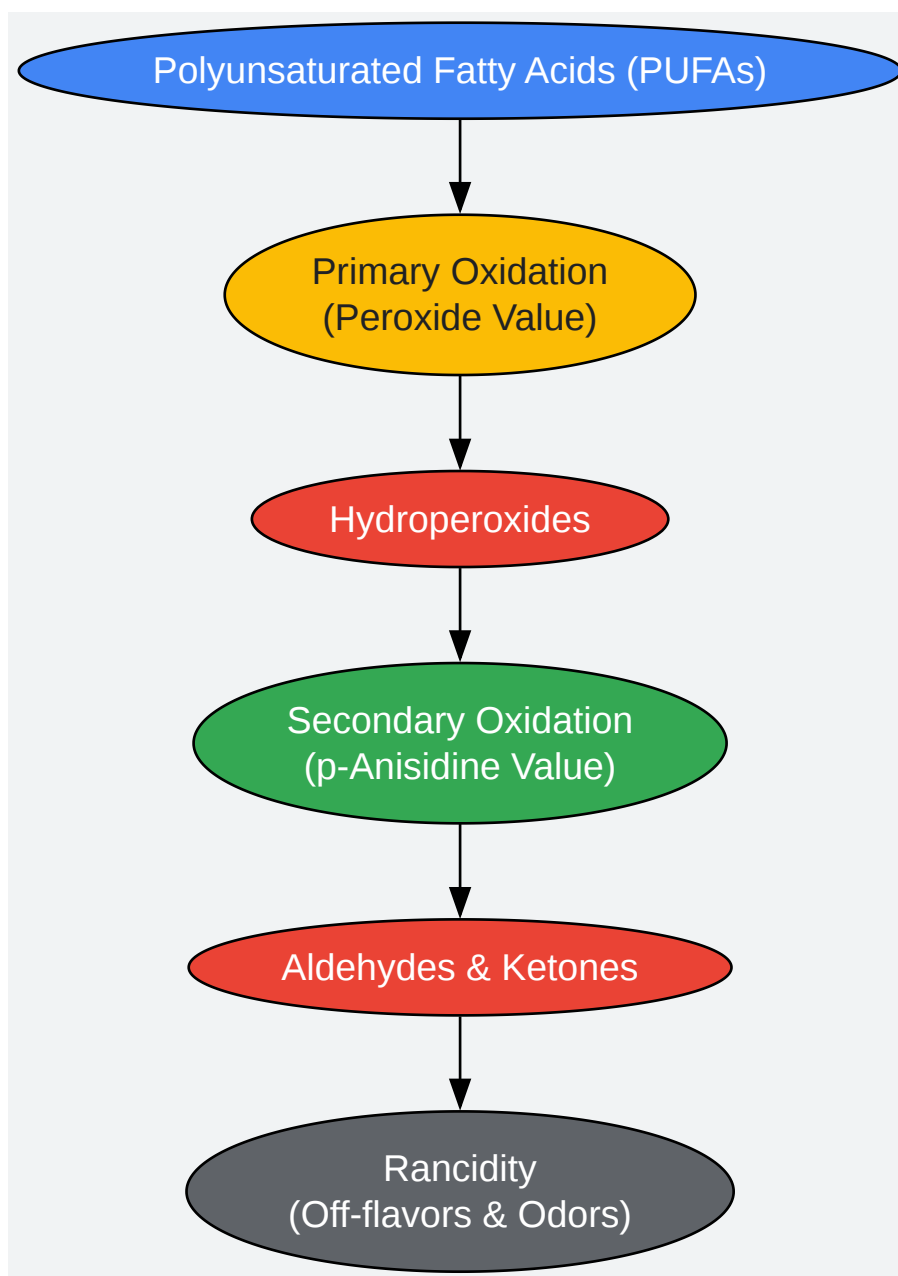 Polyunsaturated Fatty Acids (PUFAs)
Primary Oxidation
(Peroxide Value)
Hydroperoxides
Secondary Oxidation
(p-Anisidine Value)
Aldehydes & Ketones
Rancidity
(Off-flavors & Odors)